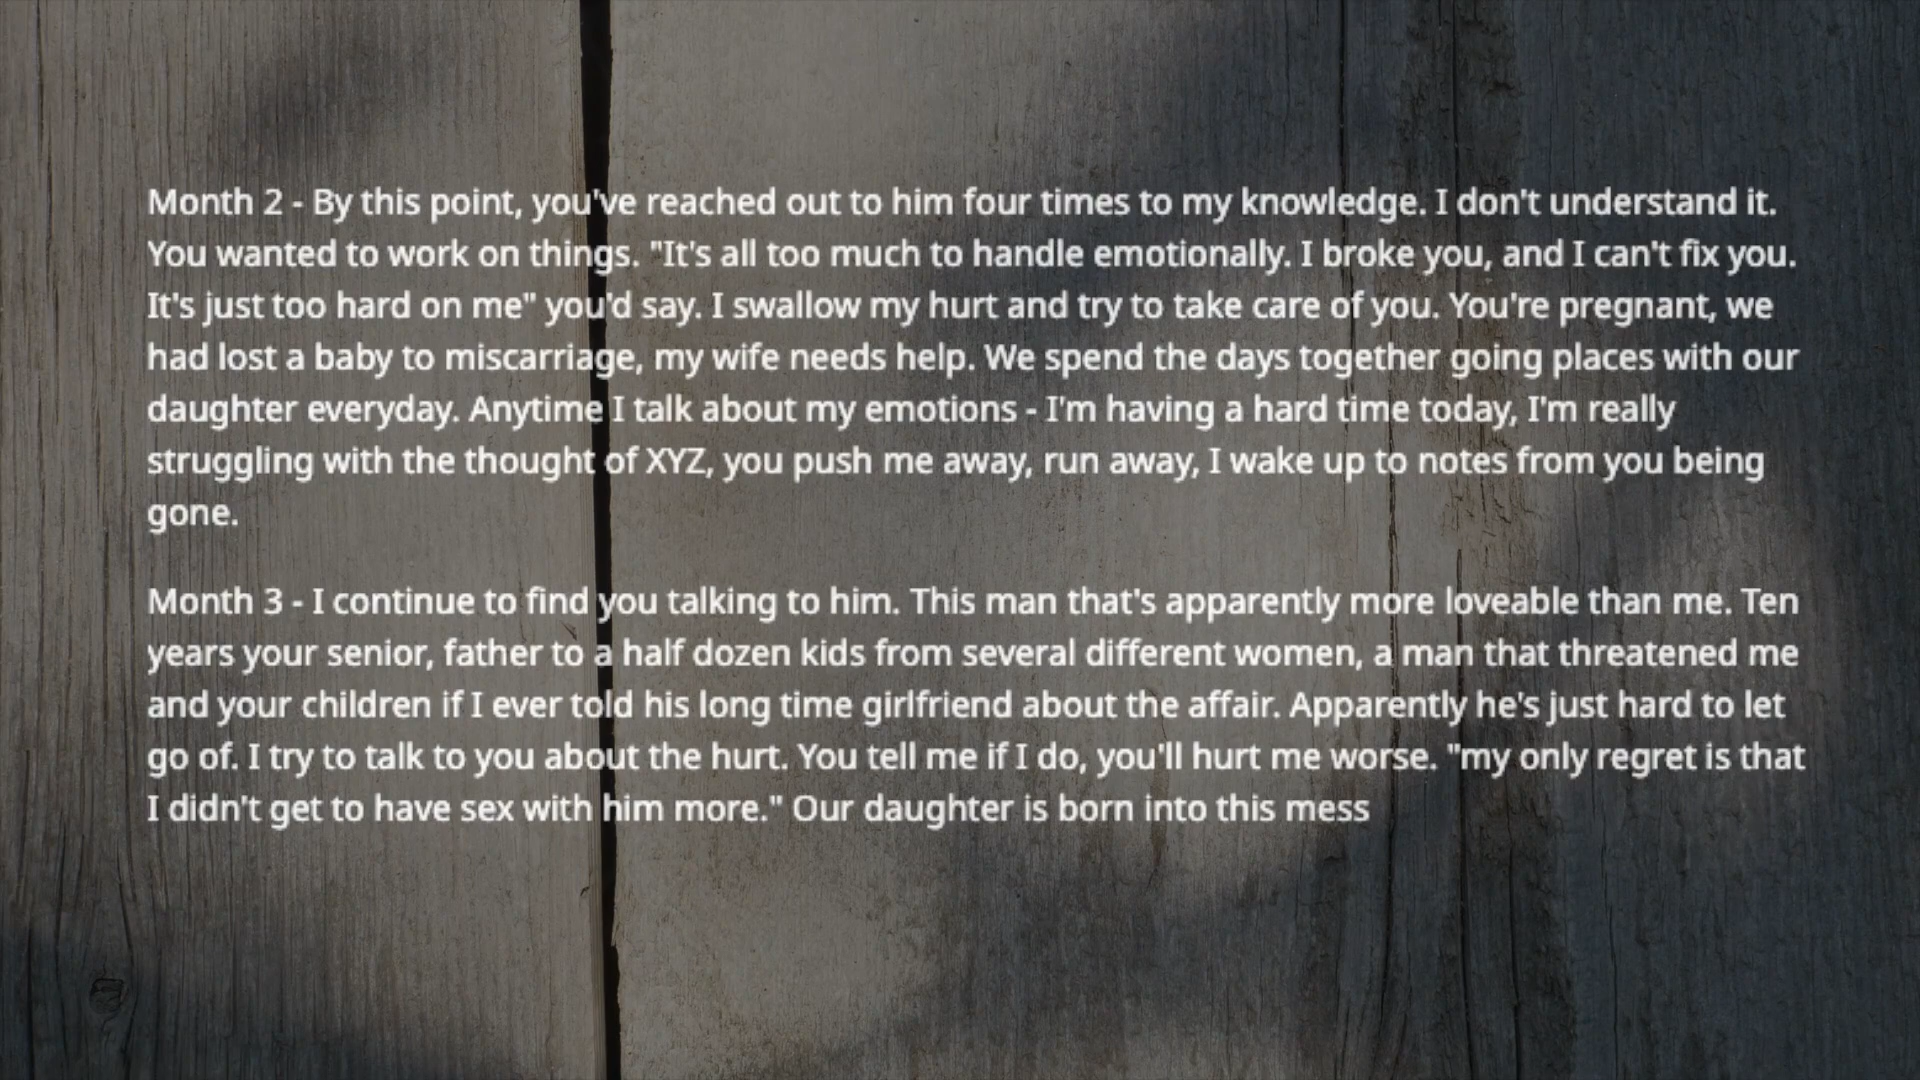 Month 2 - By this point, you've reached out to him four times to my knowledge. I don't understand it.
You wanted to work on things. "It's all too much to handle emotionally. I broke you, and I can't fix you.
It's just too hard on me" you'd say. I swallow my hurt and try to take care of you. You're pregnant, we
had lost a baby to miscarriage, my wife needs help. We spend the days together going places with our
daughter everyday. Anytime I talk about my emotions - I'm having a hard time today, I'm really
struggling with the thought of XYZ, you push me away, run away, I wake up to notes from you being
gone.
Month 3 - I continue to find you talking to him. This man that's apparently more loveable than me. Ten
years your senior, father to a half dozen kids from several different women, a man that threatened me
and your children if I ever told his long time girlfriend about the affair. Apparently he's just hard to let
go of. I try to talk to you about the hurt. You tell me if I do, you'll hurt me worse. "my only regret is that
I didn't get to have sex with him more." Our daughter is born into this mess